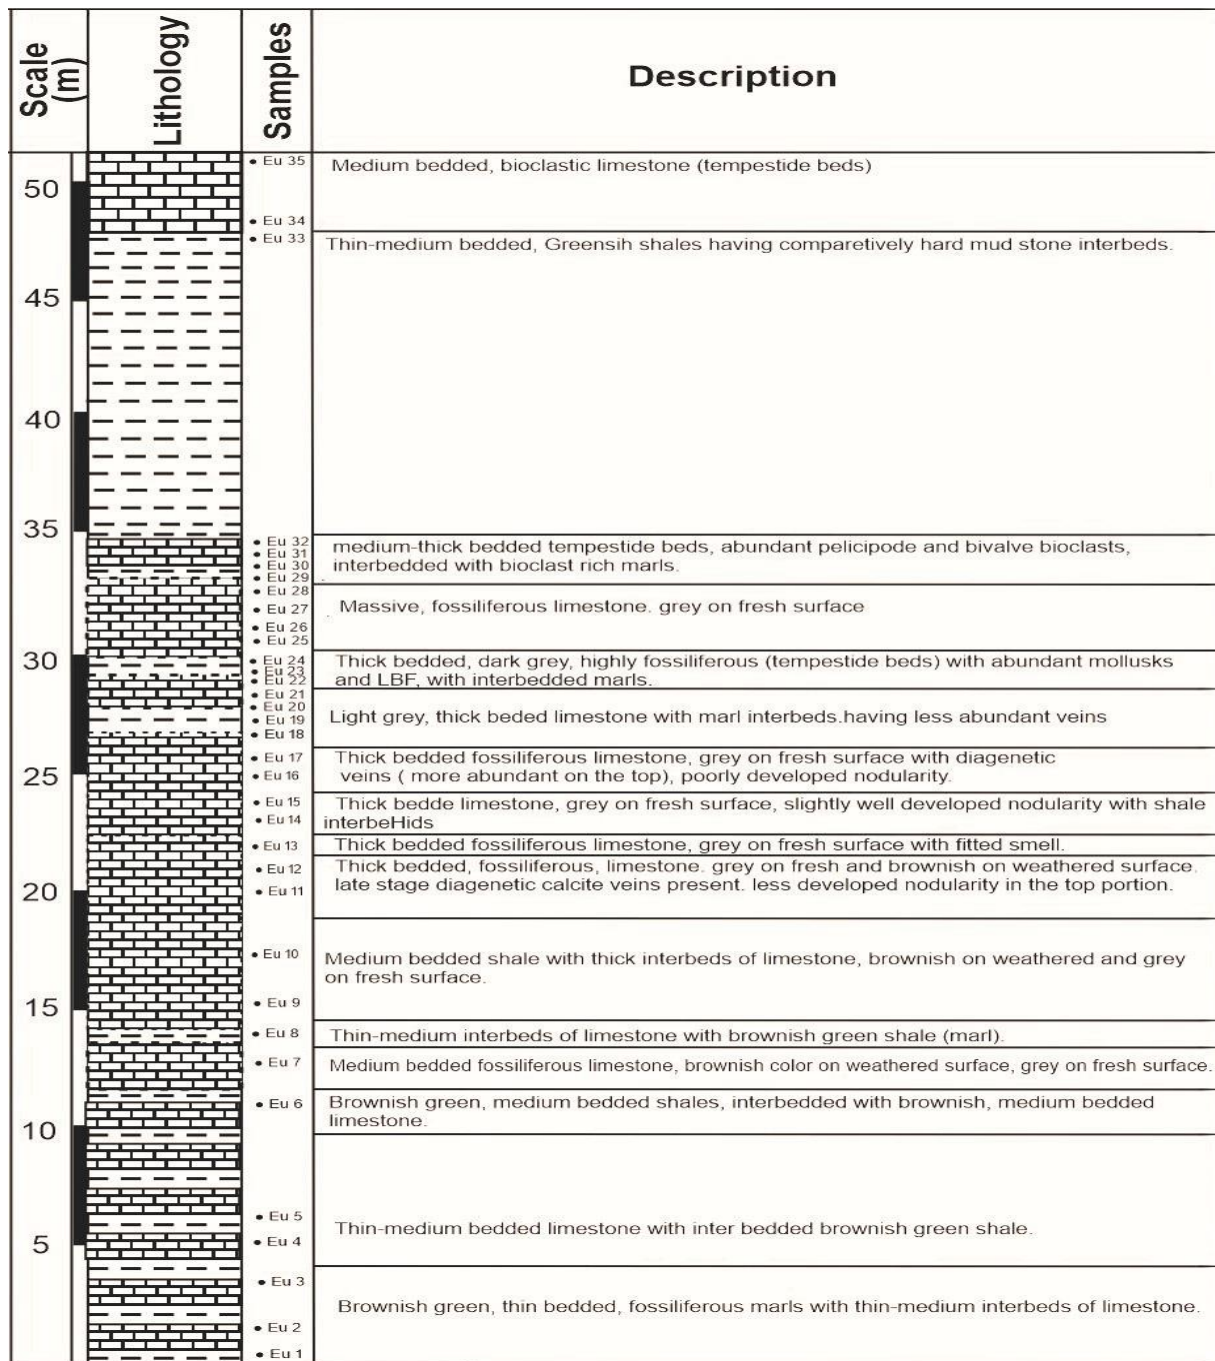 Scale (m)
Lithology
Samples
Description
Eu 35
Medium bedded, bioclastic limestone (tempestide beds)
50
Eu 34
Eu 33
Thin-medium bedded, Greensih shales having comparetively hard mud stone interbeds.
45
40
35
Eu 32
Eu 31
Eu 30
Eu 29
medium-thick bedded tempestide beds, abundant pelicipode and bivalve bioclasts,
interbedded with bioclast rich marls.
Eu 28
Eu 27
Eu 26
Eu 25
Massive, fossiliferous limestone. grey on fresh surface
30
Eu 24
Eu 23
Eu 22
Thick bedded, dark grey, highly fossiliferous (tempestide beds) with abundant mollusks
and LBF, with interbedded marls.
Eu 21
Eu 20
Eu 19
Eu 18
Light grey, thick beded limestone with marl interbeds.having less abundant veins
Eu 17
Eu 16
Thick bedded fossiliferous limestone, grey on fresh surface with diagenetic
veins ( more abundant on the top), poorly developed nodularity.
25
Eu 15
Eu 14
Thick bedde limestone, grey on fresh surface, slightly well developed nodularity with shale
interbeHids
Eu 13
Thick bedded fossiliferous limestone, grey on fresh surface with fitted smell.
Eu 12
Eu 11
Thick bedded, fossiliferous, limestone. grey on fresh and brownish on weathered surface.
late stage diagenetic calcite veins present. less developed nodularity in the top portion.
20
Eu 10
Eu 9
Medium bedded shale with thick interbeds of limestone, brownish on weathered and grey
on fresh surface.
15
Eu 8
Thin-medium interbeds of limestone with brownish green shale (marl).
Eu 7
Medium bedded fossiliferous limestone, brownish color on weathered surface, grey on fresh surface.
Eu 6
Brownish green, medium bedded shales, interbedded with brownish, medium bedded
limestone.
10
Eu 5
Eu 4
Thin-medium bedded limestone with inter bedded brownish green shale.
5
Eu 3
Eu 2
Eu 1
Brownish green, thin bedded, fossiliferous marls with thin-medium interbeds of limestone.